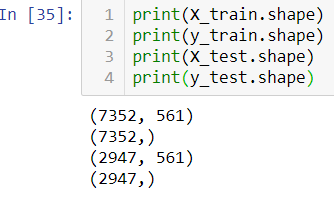 In [35]:
1 print(X_train.shape)
2 print(y_train.shape)
3 print(X_test.shape)
4 print(y_test.shape)
(7352, 561)
(7352,)
(2947, 561)
(2947,)